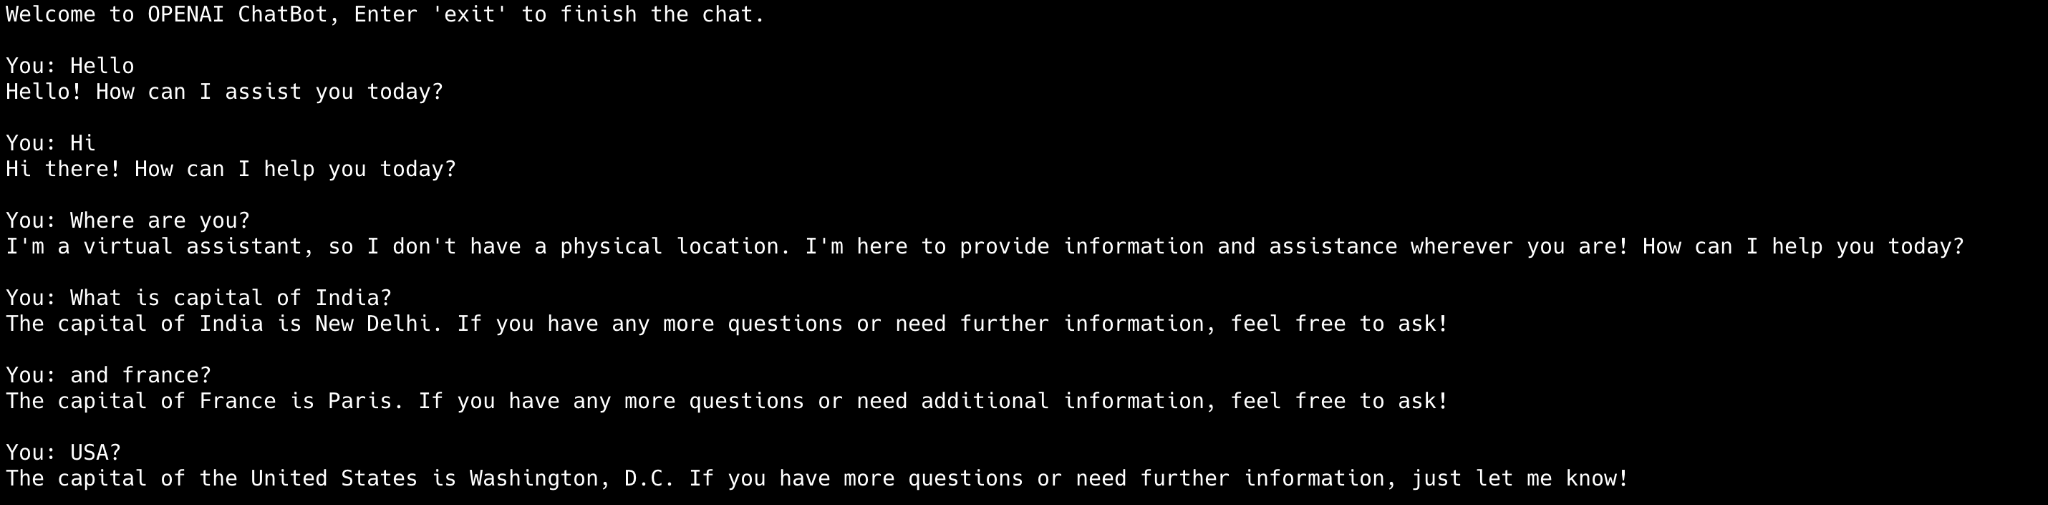 Welcome to OPENAI ChatBot, Enter 'exit' to finish the chat.
You: Hello
Hello! How can I assist you today?
You: Hi
Hi there! How can I help you today?
You: Where are you?
I'm a virtual assistant, so I don't have a physical location. I'm here to provide information and assistance wherever you are! How can I help you today?
You: What is capital of India?
The capital of India is New Delhi. If you have any more questions or need further information, feel free to ask!
You: and france?
The capital of France is Paris. If you have any more questions or need additional information, feel free to ask!
You: USA?
The capital of the United States is Washington, D.C. If you have more questions or need further information, just let me know!